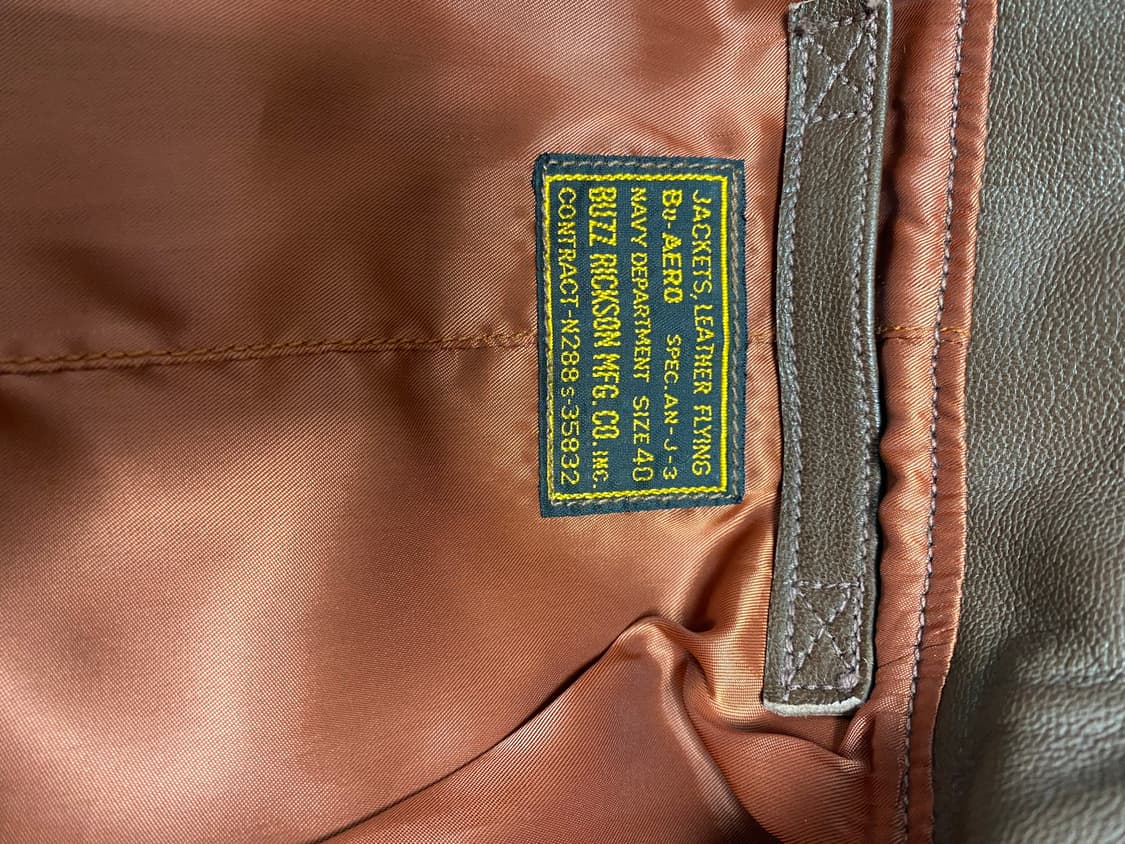 JACKETS, LEATHER FLYING
Bu-AERO SPEC. AN-J-3
NAVY DEPARTMENT SIZE 40
BUZZ RICKSON MFG. CO. INC.
CONTRACT-N288s-35832